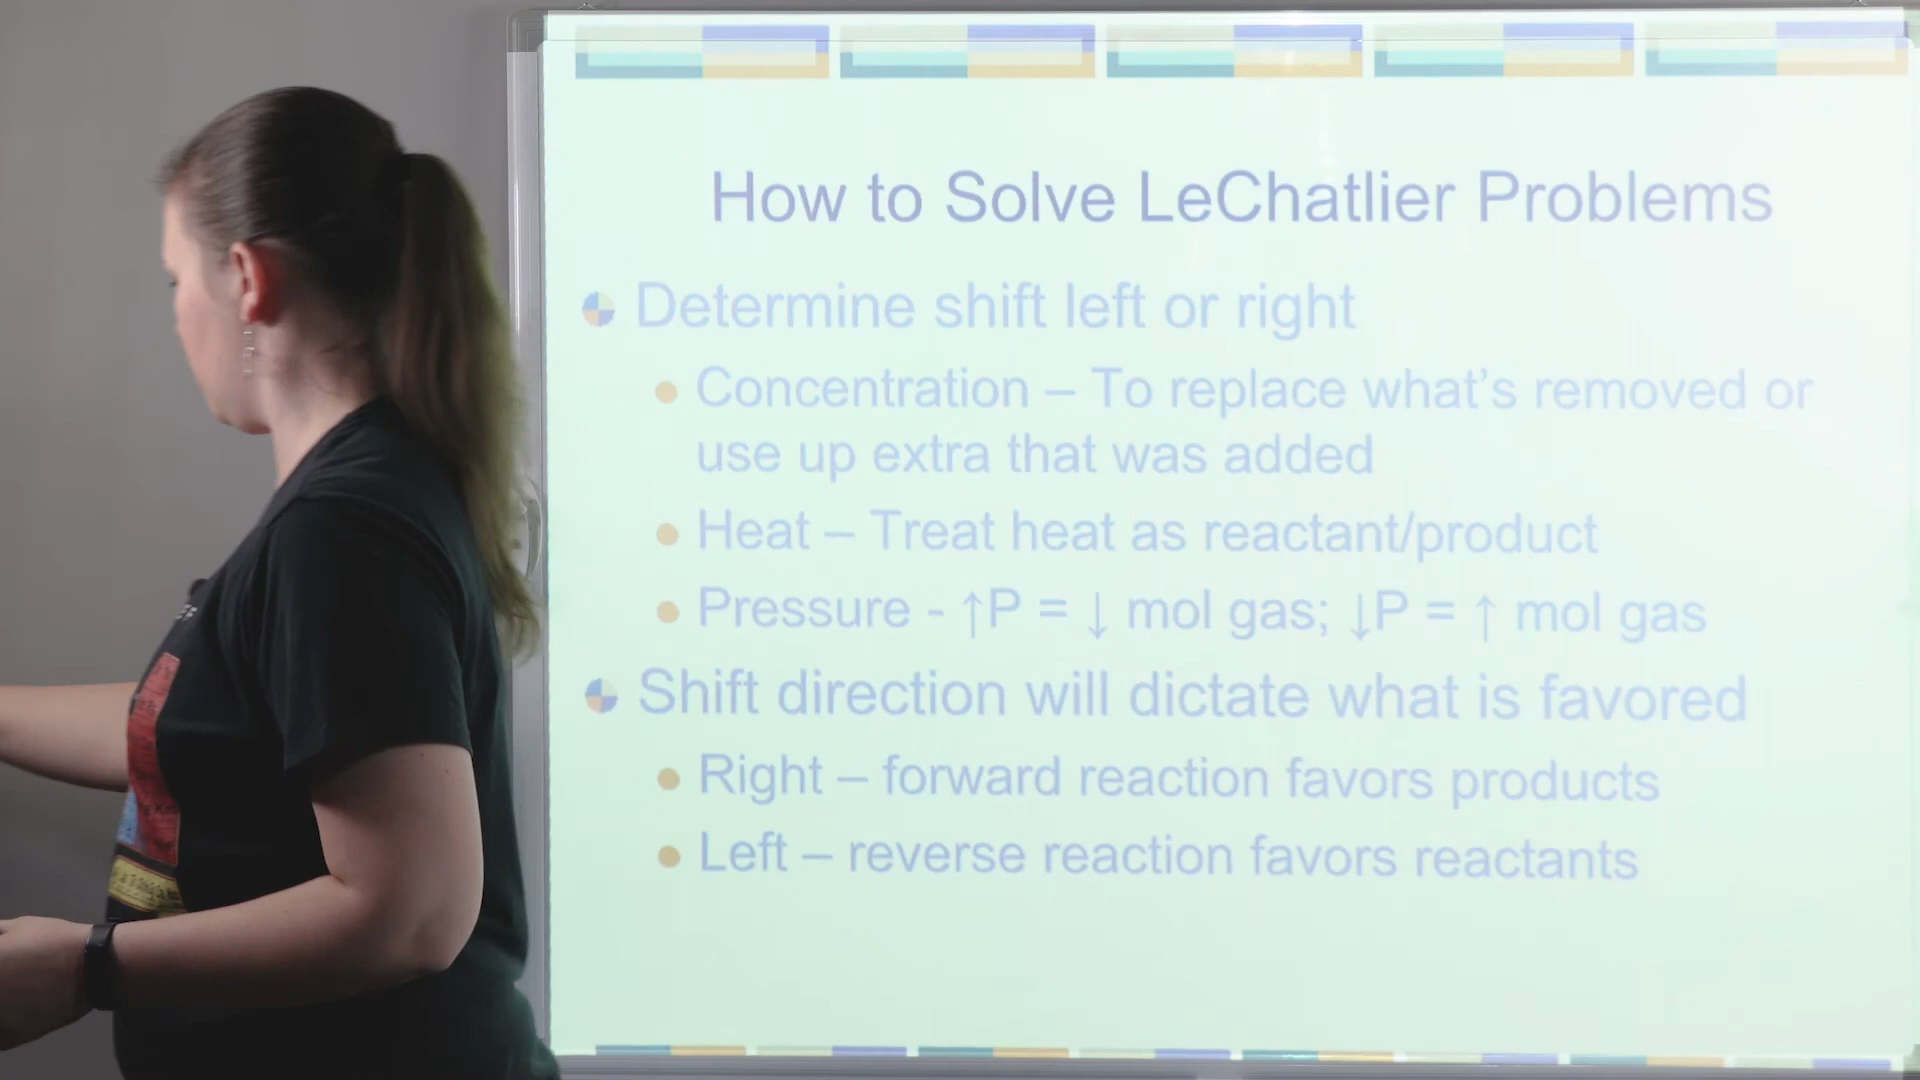 How to Solve LeChatlier Problems
Determine shift left or right
Concentration – To replace what's removed or
use up extra that was added
Heat – Treat heat as reactant/product
Pressure - ↑P = ↓ mol gas; ↓P = ↑ mol gas
Shift direction will dictate what is favored
Right – forward reaction favors products
Left – reverse reaction favors reactants